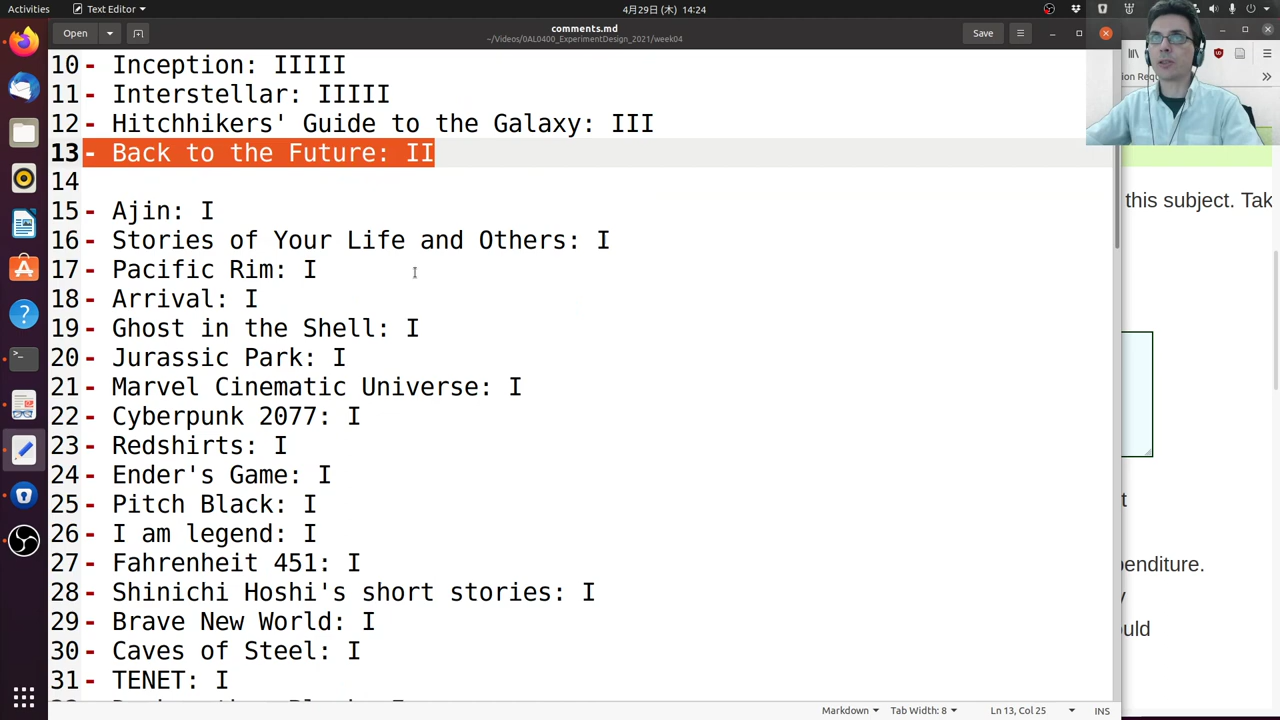 Activities
Text Editor
4月29日 (木) 14:24
Open
comments.md
~/Videos/0AL0400_ExperimentDesign_2021/week04
Save
10 - Inception: IIIII
11 - Interstellar: IIIII
12 - Hitchhikers' Guide to the Galaxy: III
13 - Back to the Future: II
14
15 - Ajin: I
16 - Stories of Your Life and Others: I
17 - Pacific Rim: I
18 - Arrival: I
19 - Ghost in the Shell: I
20 - Jurassic Park: I
21 - Marvel Cinematic Universe: I
22 - Cyberpunk 2077: I
23 - Redshirts: I
24 - Ender's Game: I
25 - Pitch Black: I
26 - I am legend: I
27 - Fahrenheit 451: I
28 - Shinichi Hoshi's short stories: I
29 - Brave New World: I
30 - Caves of Steel: I
31 - TENET: I
this subject. Tak
Markdown
Tab Width: 8
Ln 13, Col 25
INS